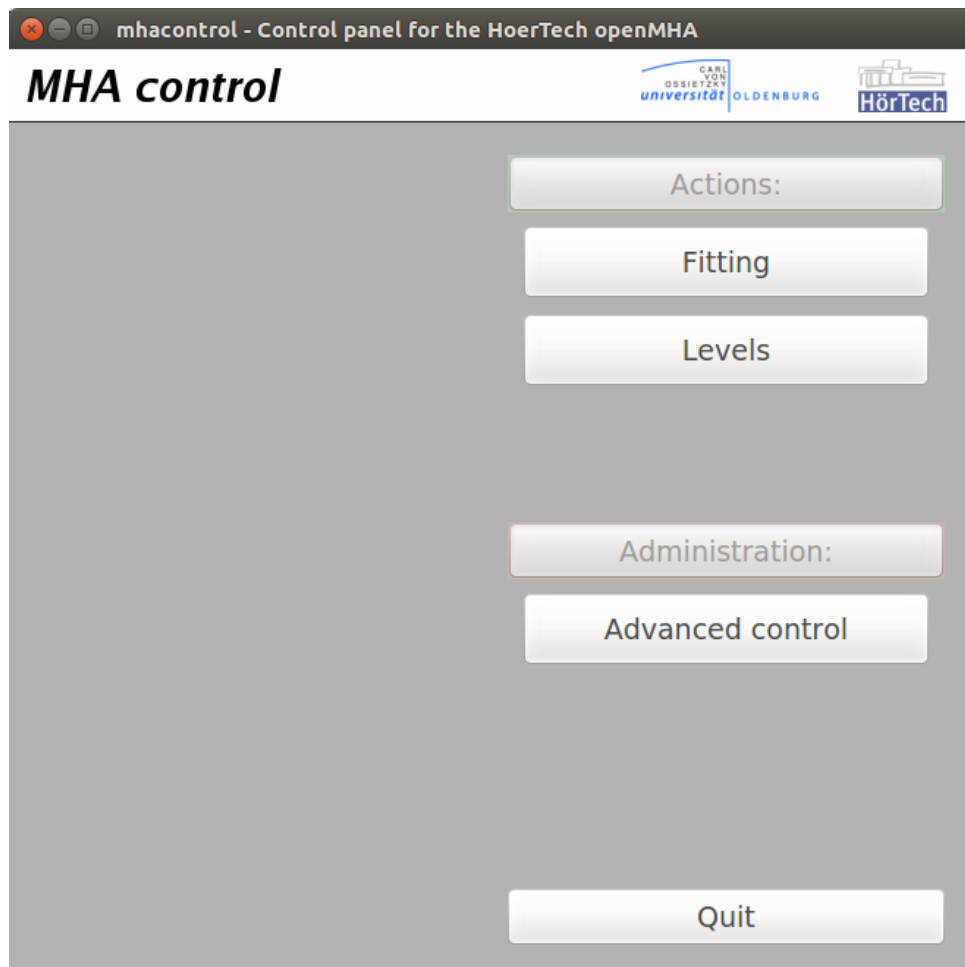 mhacontrol - Control panel for the HoerTech openMHA
MHA control
CARL
VON
OSSIETZKY
universität OLDENBURG
HörTech
Actions:
Fitting
Levels
Administration:
Advanced control
Quit